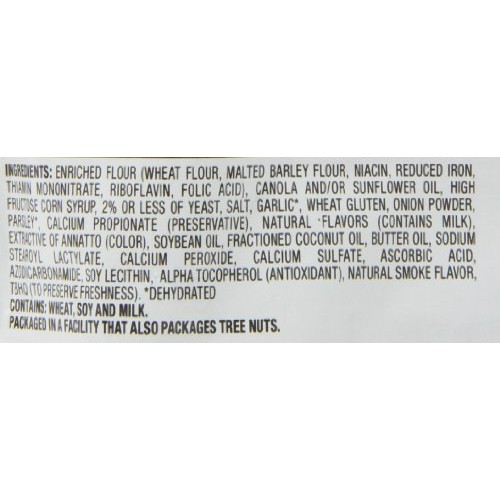 INGREDIENTS: ENRICHED FLOUR (WHEAT FLOUR, MALTED BARLEY FLOUR, NIACIN, REDUCED IRON,
THIAMIN MONONITRATE, RIBOFLAVIN, FOLIC ACID), CANOLA AND/OR SUNFLOWER OIL, HIGH
FRUCTOSE CORN SYRUP, 2% OR LESS OF YEAST, SALT, GARLIC*, WHEAT GLUTEN, ONION POWDER,
PARSLEY*, CALCIUM PROPIONATE (PRESERVATIVE), NATURAL FLAVORS (CONTAINS MILK),
EXTRACTIVE OF ANNATTO (COLOR), SOYBEAN OIL, FRACTIONED COCONUT OIL, BUTTER OIL, SODIUM
STEAROYL LACTYLATE, CALCIUM PEROXIDE, CALCIUM SULFATE, ASCORBIC ACID,
AZODICARBONAMIDE, SOY LECITHIN, ALPHA TOCOPHEROL (ANTIOXIDANT), NATURAL SMOKE FLAVOR,
TBHQ (TO PRESERVE FRESHNESS). *DEHYDRATED
CONTAINS: WHEAT, SOY AND MILK.
PACKAGED IN A FACILITY THAT ALSO PACKAGES TREE NUTS.